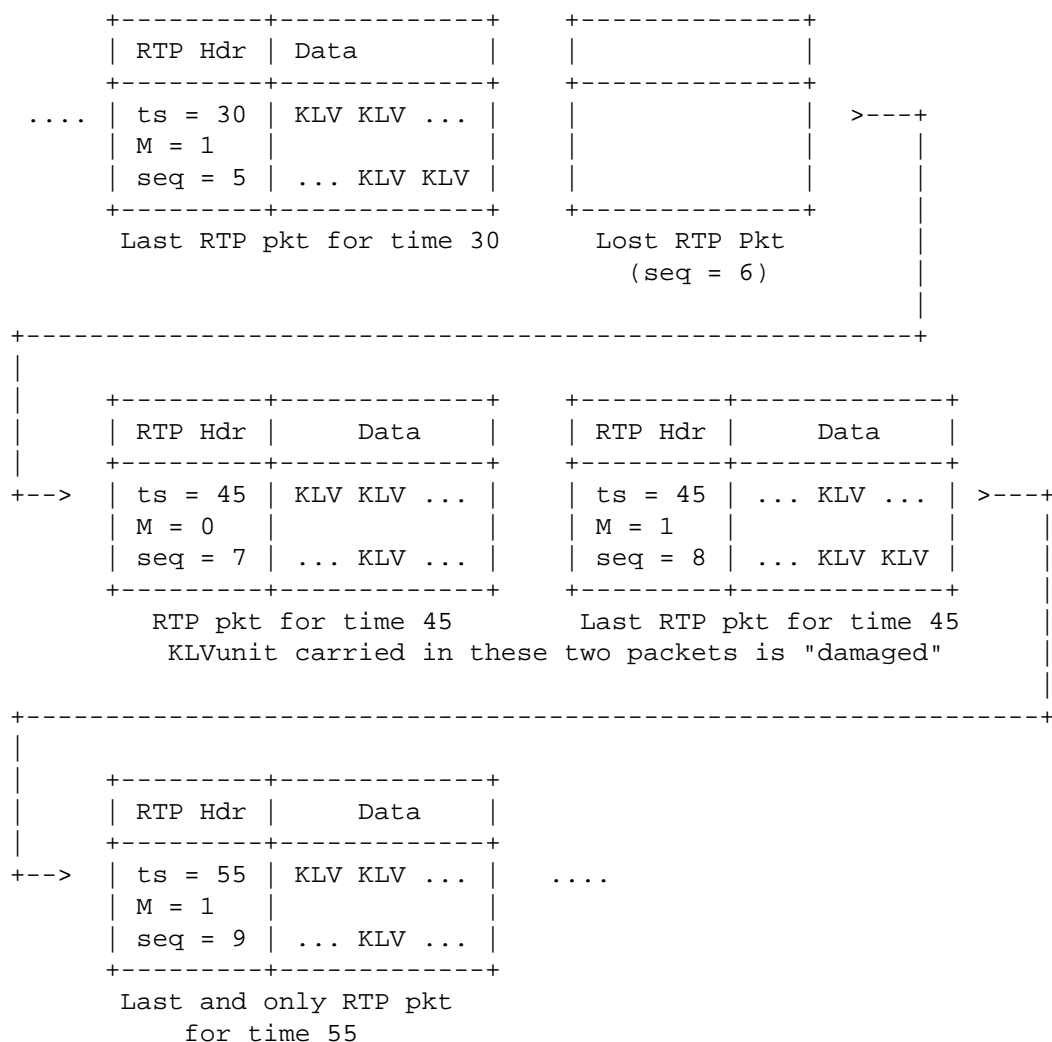 RTP Hdr Data
.... ts = 30 KLV KLV ... >---+
M = 1
seq = 5 ... KLV KLV
Last RTP pkt for time 30 Lost RTP Pkt
(seq = 6)
RTP Hdr Data RTP Hdr Data
+--> ts = 45 KLV KLV ... ts = 45 ... KLV ... >---+
M = 0 M = 1
seq = 7 ... KLV ... seq = 8 ... KLV KLV
RTP pkt for time 45 Last RTP pkt for time 45
KLVunit carried in these two packets is "damaged"
RTP Hdr Data
+--> ts = 55 KLV KLV ... ....
M = 1
seq = 9 ... KLV ...
Last and only RTP pkt
for time 55